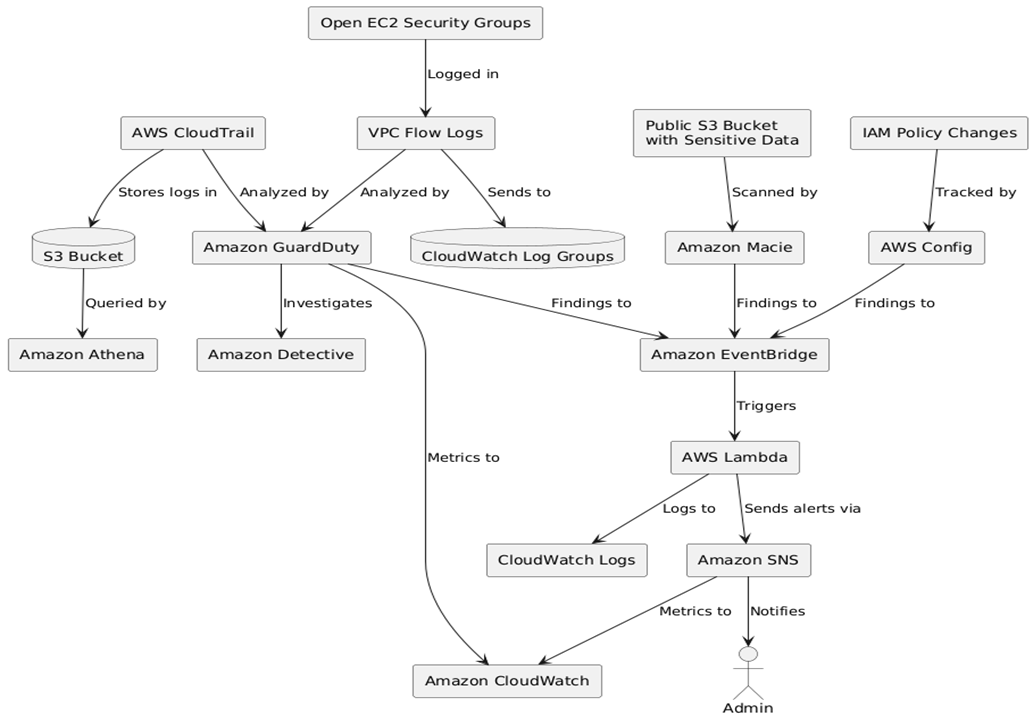 Open EC2 Security Groups
Logged in
AWS CloudTrail
VPC Flow Logs
Public S3 Bucket
with Sensitive Data
IAM Policy Changes
Stores logs in
Analyzed by
Analyzed by
Sends to
Scanned by
Tracked by
S3 Bucket
Amazon GuardDuty
CloudWatch Log Groups
Amazon Macie
AWS Config
Queried by
Investigates
Findings to
Findings to
Findings to
Amazon Athena
Amazon Detective
Amazon EventBridge
Triggers
Metrics to
AWS Lambda
Logs to
Sends alerts via
CloudWatch Logs
Amazon SNS
Metrics to
Notifies
Amazon CloudWatch
Admin